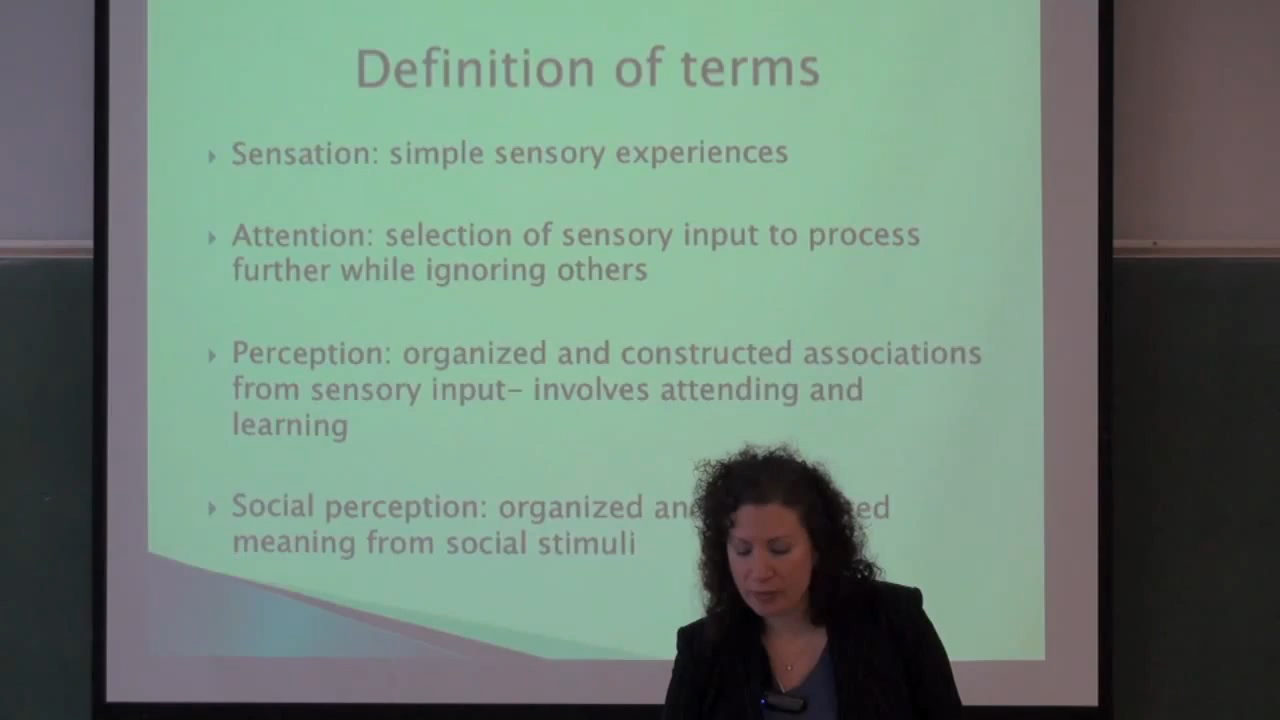 Definition of terms
Sensation: simple sensory experiences
Attention: selection of sensory input to process
further while ignoring others
Perception: organized and constructed associations
from sensory input- involves attending and
learning
Social perception: organized
meaning from social stimuli